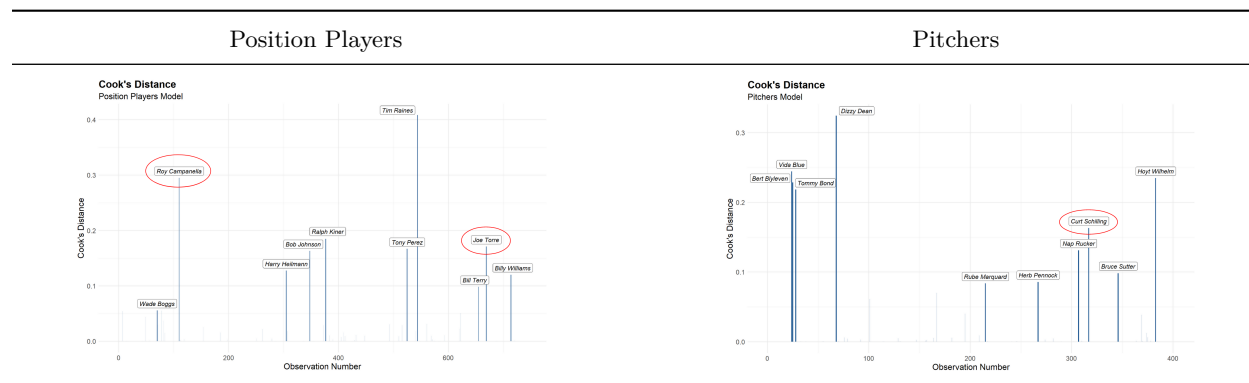 Position Players
Pitchers
Cook's Distance
Position Players Model
Cook's Distance
0.4
0.3
0.2
0.1
0.0
Tim Raines
Roy Campanella
Ralph Kiner
Bob Johnson
Tony Perez
Joe Torre
Harry Heilmann
Billy Williams
Bill Terry
Wade Boggs
0
200
400
600
Observation Number
Cook's Distance
Pitchers Model
Cook's Distance
0.3
0.2
0.1
0.0
Dizzy Dean
Vida Blue
Bert Blyleven
Tommy Bond
Hoyt Wilhelm
Curt Schilling
Nap Rucker
Bruce Sutter
Rube Marquard
Herb Pennock
0
100
200
300
400
Observation Number